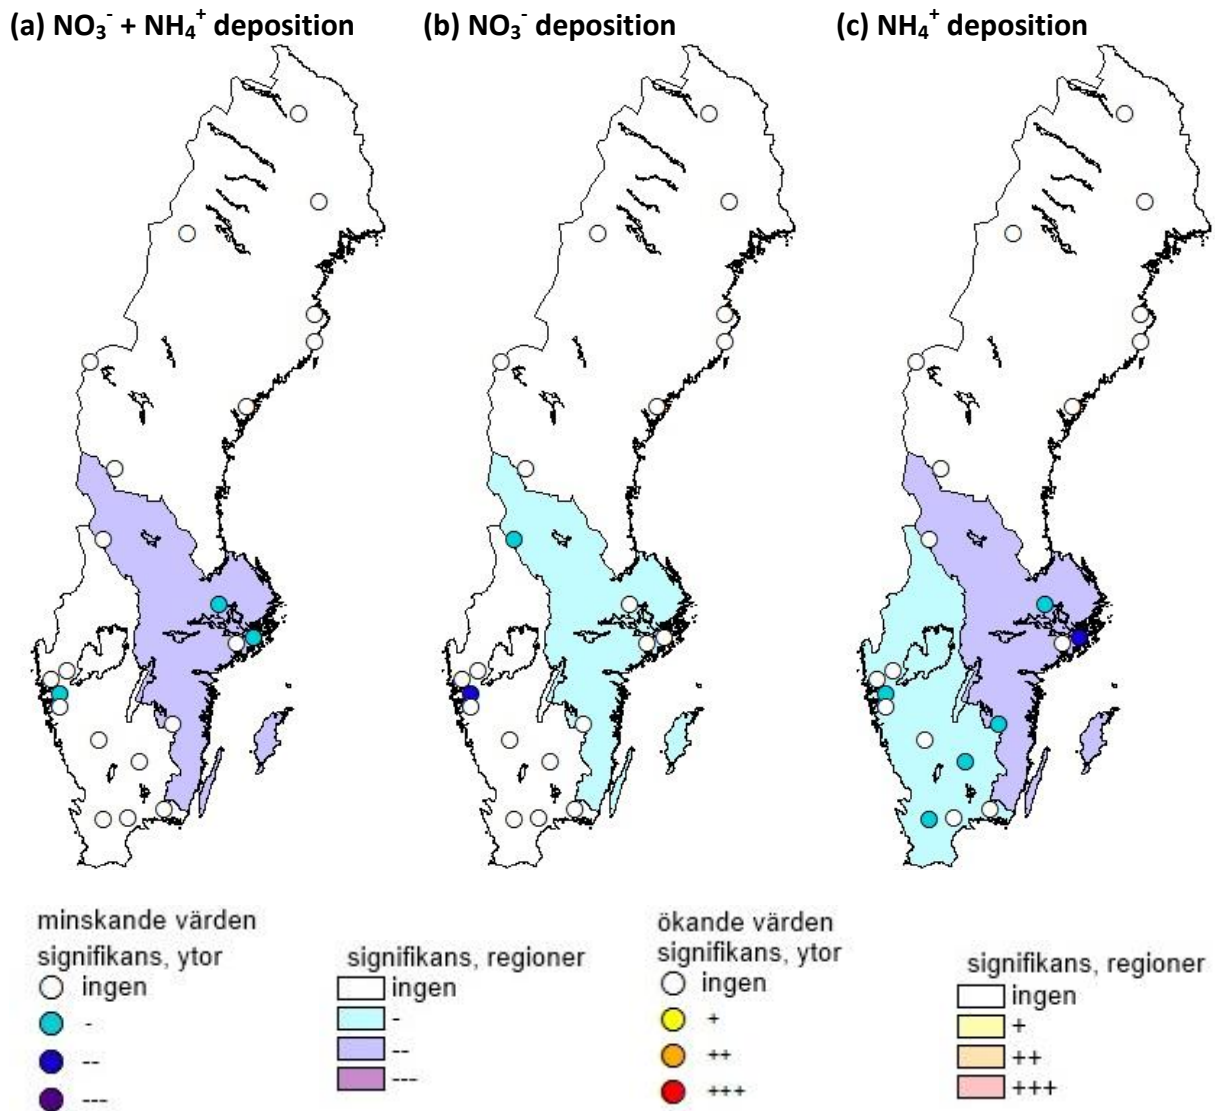 (a) NO₃⁻ + NH₄⁺ deposition
(b) NO₃⁻ deposition
(c) NH₄⁺ deposition
minskande värden
signifikans, ytor
ingen
-
--
---
signifikans, regioner
ingen
-
--
---
ökande värden
signifikans, ytor
ingen
+
++
+++
signifikans, regioner
ingen
+
++
+++